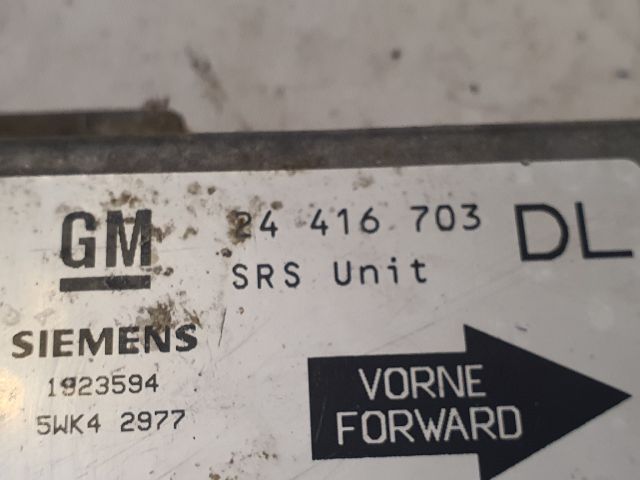 GM 24 416 703 DL
SRS Unit
SIEMENS
1923594
5WK4 2977
VORNE
FORWARD